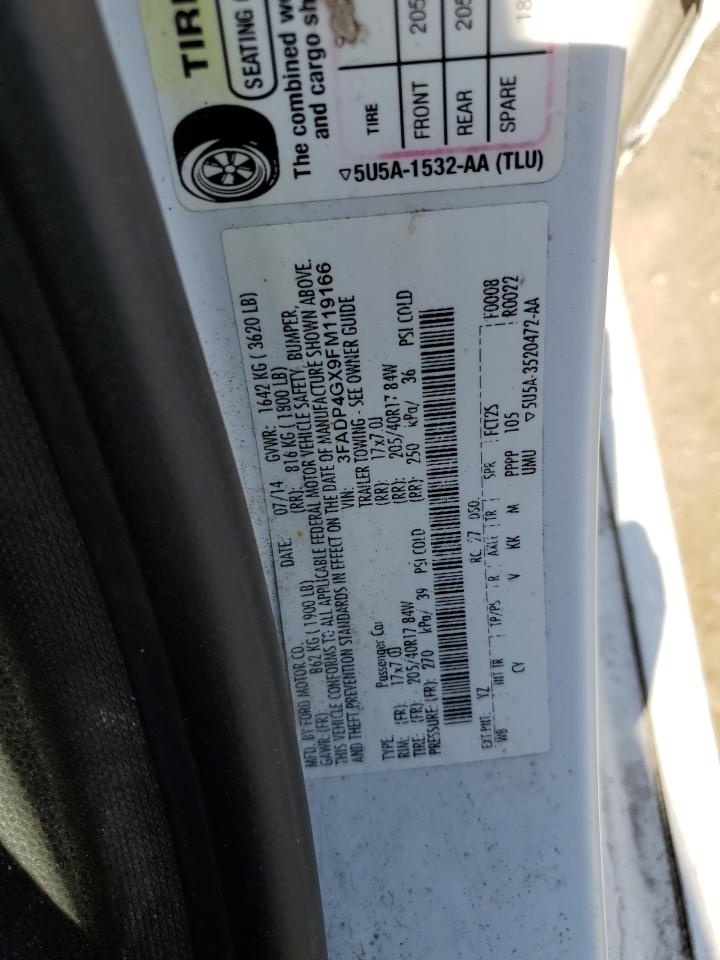 TIRE
SEATING
The combined we
and cargo sh
TIRE
FRONT 205
REAR 205
SPARE
▽5U5A-1532-AA (TLU)
MFD. BY FORD MOTOR CO.
DATE: 07/14 GVWR: 1642 KG ( 3620 LB)
GAWR: (FR): 862 KG ( 1900 LB) (RR): 816 KG ( 1800 LB)
THIS VEHICLE CONFORMS TO ALL APPLICABLE FEDERAL MOTOR VEHICLE SAFETY, BUMPER,
AND THEFT PREVENTION STANDARDS IN EFFECT ON THE DATE OF MANUFACTURE SHOWN ABOVE.
VIN: 3FADP4GX9FM119166
TYPE: Passenger Car TRAILER TOWING - SEE OWNER GUIDE
RIM: (FR): 17x7.0J (RR): 17x7.0J
TIRE: (FR): 205/40R17 84W (RR): 205/40R17 84W
PRESSURE: (FR): 270 kPa/ 39 PSI COLD (RR): 250 kPa/ 36 PSI COLD
EXT PNT: YZ RC: 27 DSO: F0008
WB INT TR TP/PS R AXLE TR SPR FCT2S R0022
CY V KK M PPPP 105
UMU ▽5U5A-3520472-AA